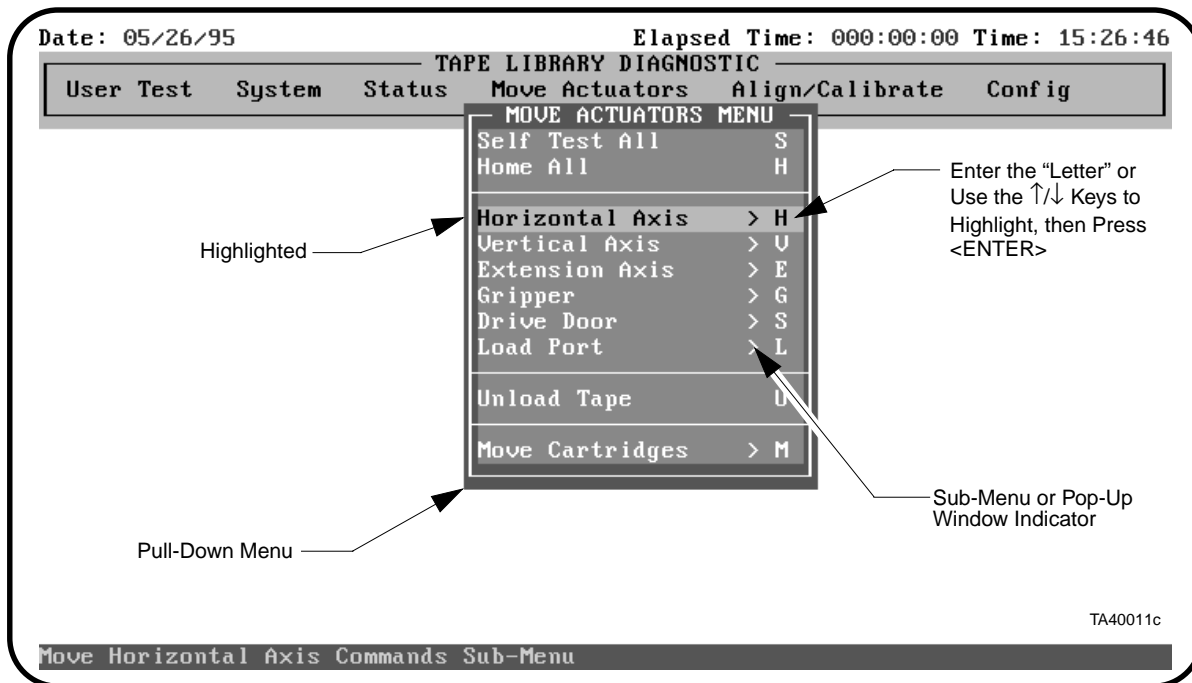 Date: 05/26/95 Elapsed Time: 000:00:00 Time: 15:26:46
TAPE LIBRARY DIAGNOSTIC
User Test System Status Move Actuators Align/Calibrate Config
MOVE ACTUATORS MENU
Self Test All S
Home All H
Horizontal Axis > H
Vertical Axis > V
Extension Axis > E
Gripper > G
Drive Door > S
Load Port > L
Unload Tape U
Move Cartridges > M
Enter the “Letter” or
Use the ↑/↓ Keys to
Highlight, then Press
<ENTER>
Highlighted
Sub-Menu or Pop-Up
Window Indicator
Pull-Down Menu
TA40011c
Move Horizontal Axis Commands Sub-Menu